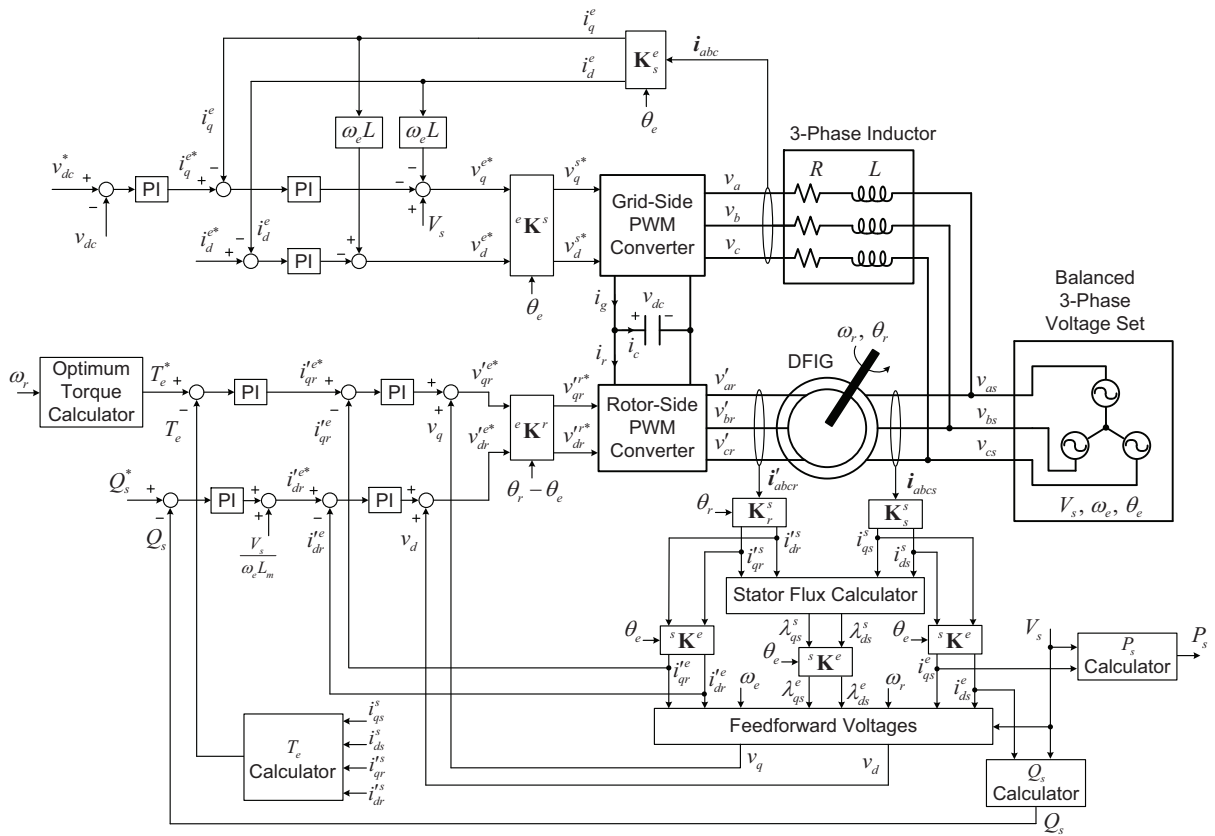 i_q^e
i_d^e
K_s^e
i_abc
θ_e
i_q^e
ω_e L
ω_e L
3-Phase Inductor
R
L
v_dc^*
+
−
v_dc
PI
i_q^e*
+
−
PI
−
−
+
V_s
v_q^e*
v_q^s*
i_d^e*
+
−
i_d^e
PI
−
+
v_d^e*
v_d^s*
^eK^s
θ_e
Grid-Side
PWM
Converter
v_a
v_b
v_c
i_g
v_dc
+
−
i_c
i_r
Balanced
3-Phase
Voltage Set
ω_r
Optimum
Torque
Calculator
T_e^*
+
−
T_e
PI
i'_qr^e*
+
−
i'_qr^e
PI
+
+
v_q
v'_qr^e*
v'_qr^r*
^eK^r
v'_dr^e*
v'_dr^r*
θ_r − θ_e
Rotor-Side
PWM
Converter
v'_ar
v'_br
v'_cr
DFIG
ω_r, θ_r
v_as
v_bs
v_cs
V_s, ω_e, θ_e
Q_s^*
+
−
Q_s
PI
+
+
V_s
ω_e L_m
i'_dr^e*
+
−
i'_dr^e
PI
+
+
v_d
i'_abcr
i_abcs
θ_r
K_r^s
K_s^s
i'_qr^s
i'_dr^s
i_qs^s
i_ds^s
Stator Flux Calculator
θ_e
^sK^e
λ_qs^s
λ_ds^s
θ_e
^sK^e
θ_e
^sK^e
V_s
P_s
Calculator
P_s
i'_qr^e
i'_dr^e
ω_e
λ_qs^e
λ_ds^e
ω_r
i_qs^e
i_ds^e
Feedforward Voltages
v_q
v_d
T_e
Calculator
i_qs^s
i_ds^s
i'_qr^s
i'_dr^s
Q_s
Calculator
Q_s